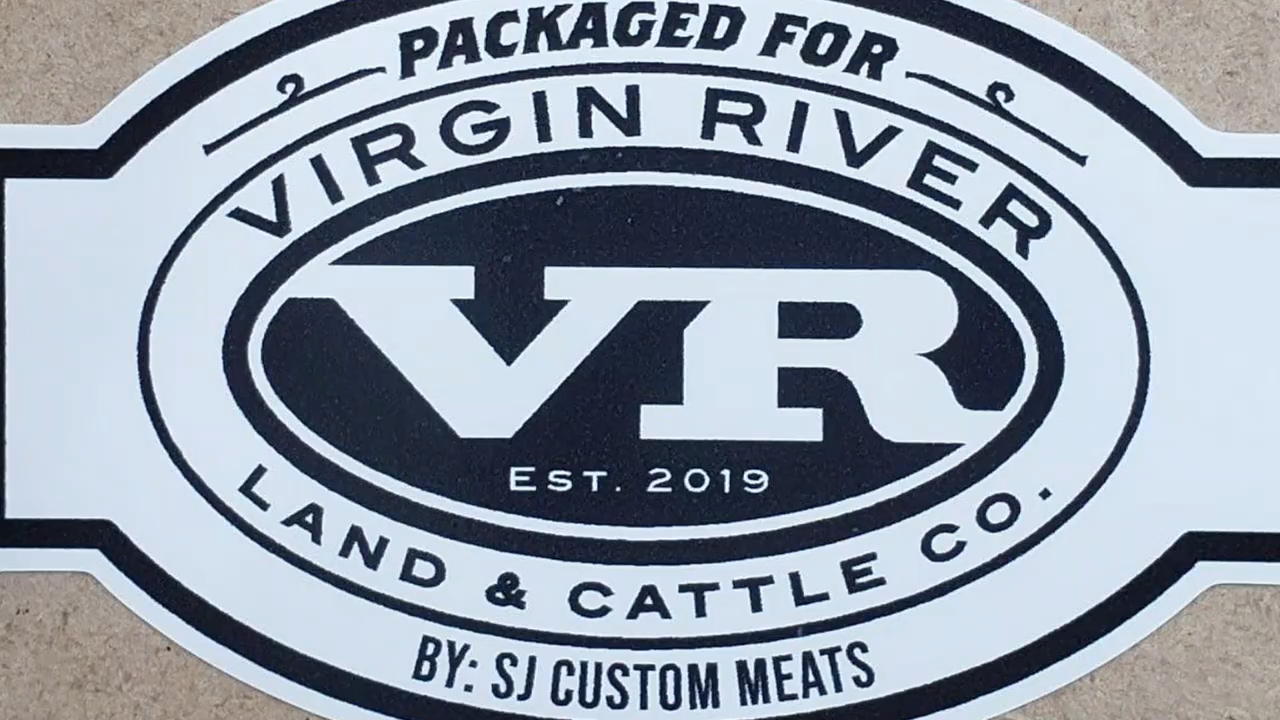 PACKAGED FOR
VIRGIN RIVER
VR
EST. 2019
LAND & CATTLE CO.
BY: SJ CUSTOM MEATS